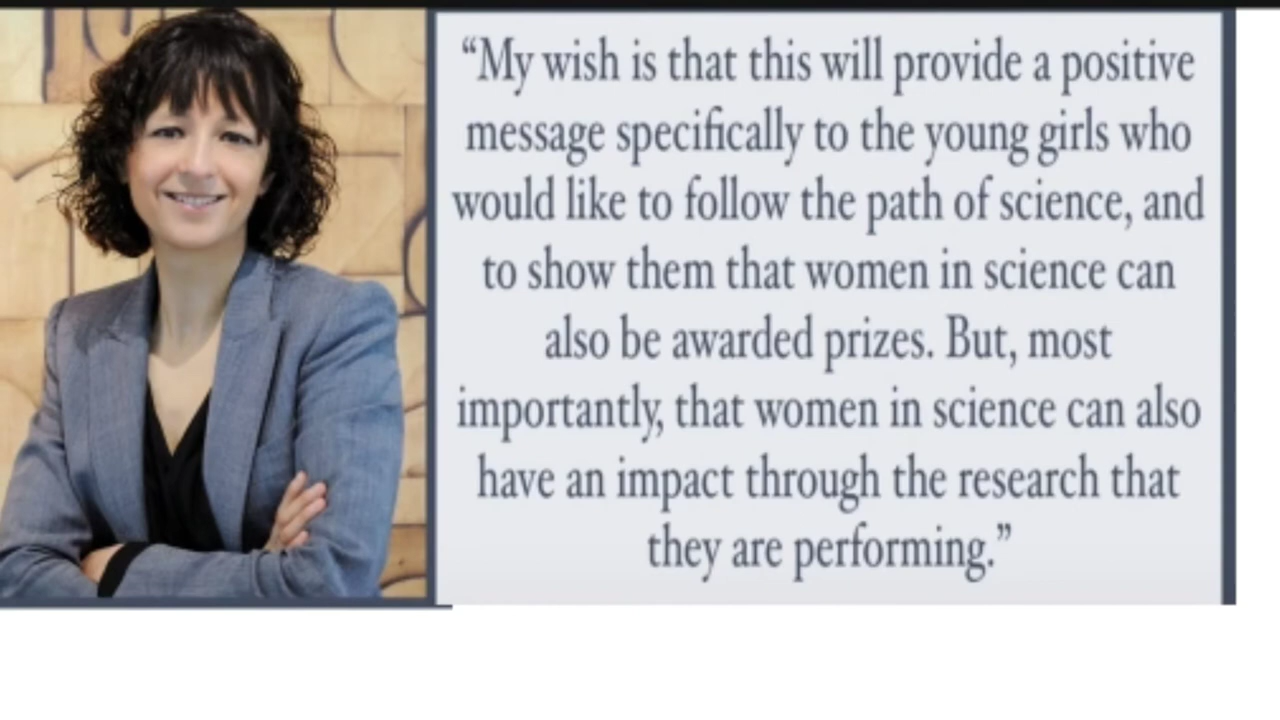 “My wish is that this will provide a positive
message specifically to the young girls who
would like to follow the path of science, and
to show them that women in science can
also be awarded prizes. But, most
importantly, that women in science can also
have an impact through the research that
they are performing.”